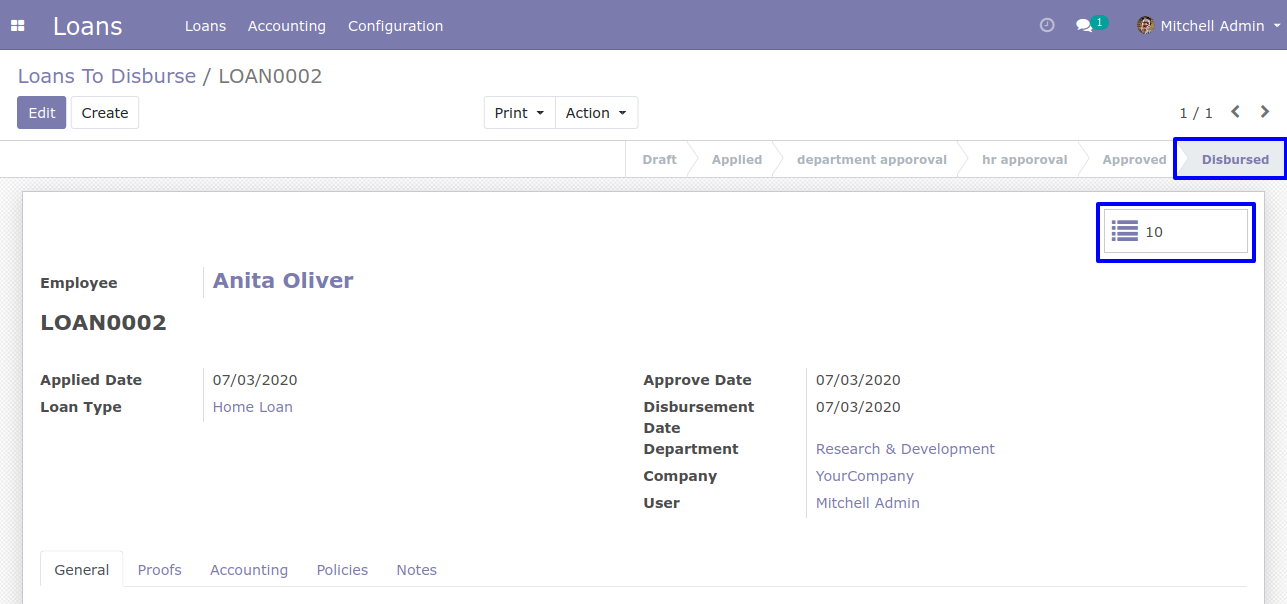 Loans Loans Accounting Configuration 1 Mitchell Admin
Loans To Disburse / LOAN0002
Edit Create Print Action 1 / 1
Draft Applied department apporoval hr apporoval Approved Disbursed
10
Employee Anita Oliver
LOAN0002
Applied Date 07/03/2020 Approve Date 07/03/2020
Loan Type Home Loan Disbursement 07/03/2020
Date
Department Research & Development
Company YourCompany
User Mitchell Admin
General Proofs Accounting Policies Notes